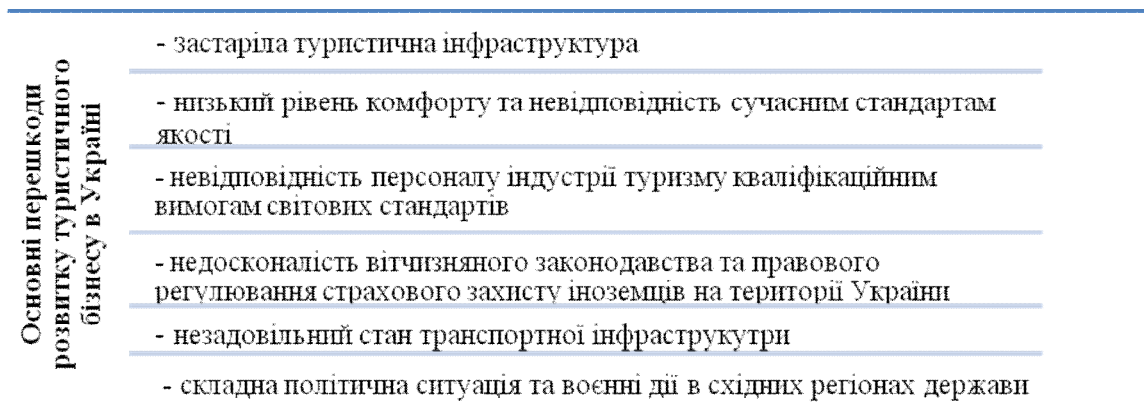 Основні перешкоди
розвитку туристичного
бізнесу в Україні
- застаріла туристична інфраструктура
- низький рівень комфорту та невідповідність сучасним стандартам
якості
- невідповідність персоналу індустрії туризму кваліфікаційним
вимогам світових стандартів
- недосконалість вітчизняного законодавства та правового
регулювання страхового захисту іноземців на території України
- незадовільний стан транспортної інфраструкутри
- складна політична ситуація та воєнні дії в східних регіонах держави